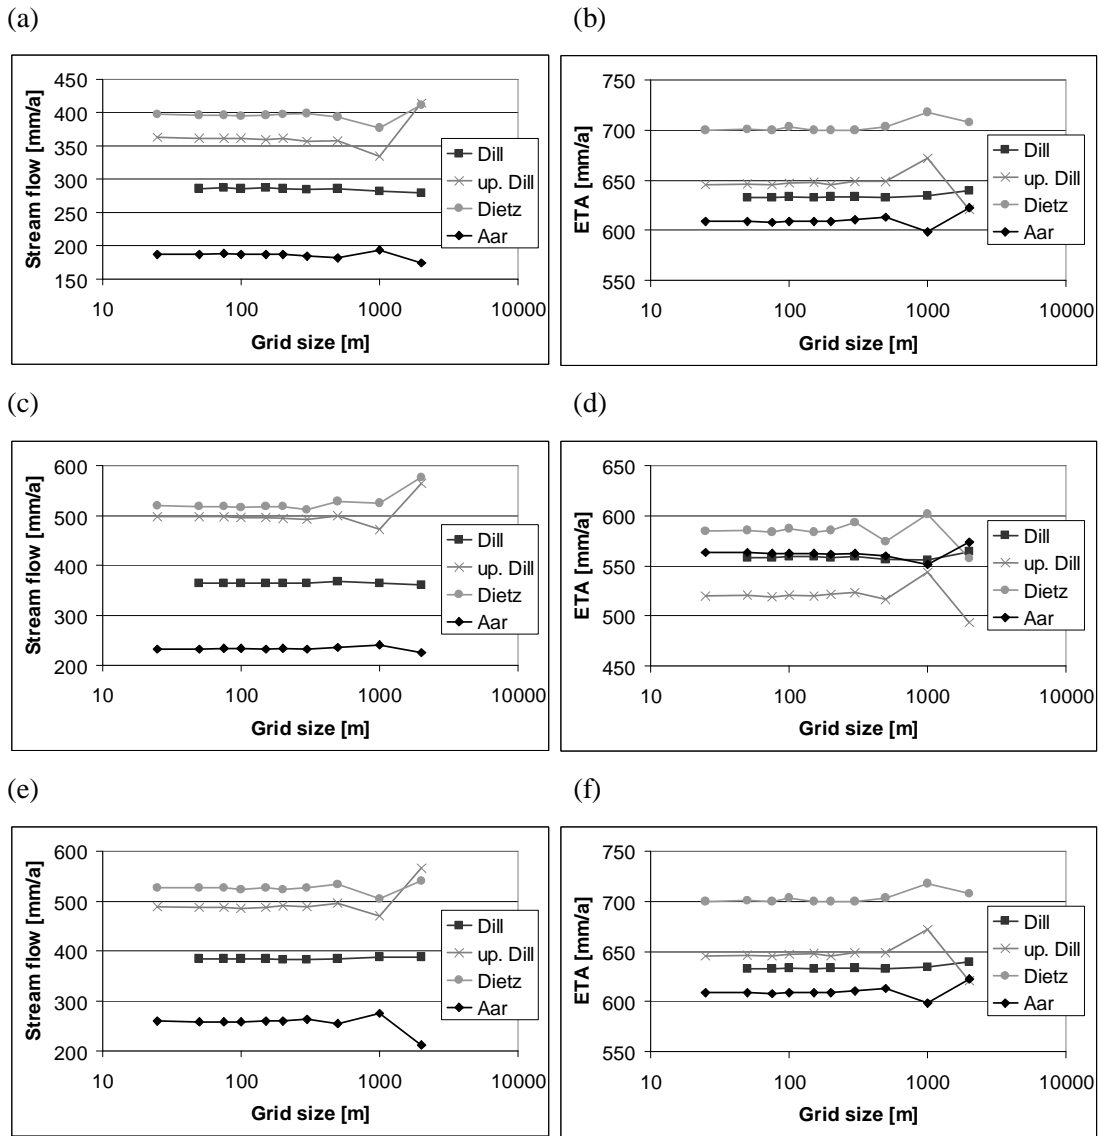 (a)
450
400
350
300
250
200
150
Stream flow [mm/a]
10 100 1000 10000
Grid size [m]
Dill
up. Dill
Dietz
Aar
(b)
750
700
650
600
550
ETA [mm/a]
10 100 1000 10000
Grid size [m]
Dill
up. Dill
Dietz
Aar
(c)
600
500
400
300
200
Stream flow [mm/a]
10 100 1000 10000
Grid size [m]
Dill
up. Dill
Dietz
Aar
(d)
650
600
550
500
450
ETA [mm/a]
10 100 1000 10000
Grid size [m]
Dill
up. Dill
Dietz
Aar
(e)
600
500
400
300
200
Stream flow [mm/a]
10 100 1000 10000
Grid size [m]
Dill
up. Dill
Dietz
Aar
(f)
750
700
650
600
550
ETA [mm/a]
10 100 1000 10000
Grid size [m]
Dill
up. Dill
Dietz
Aar